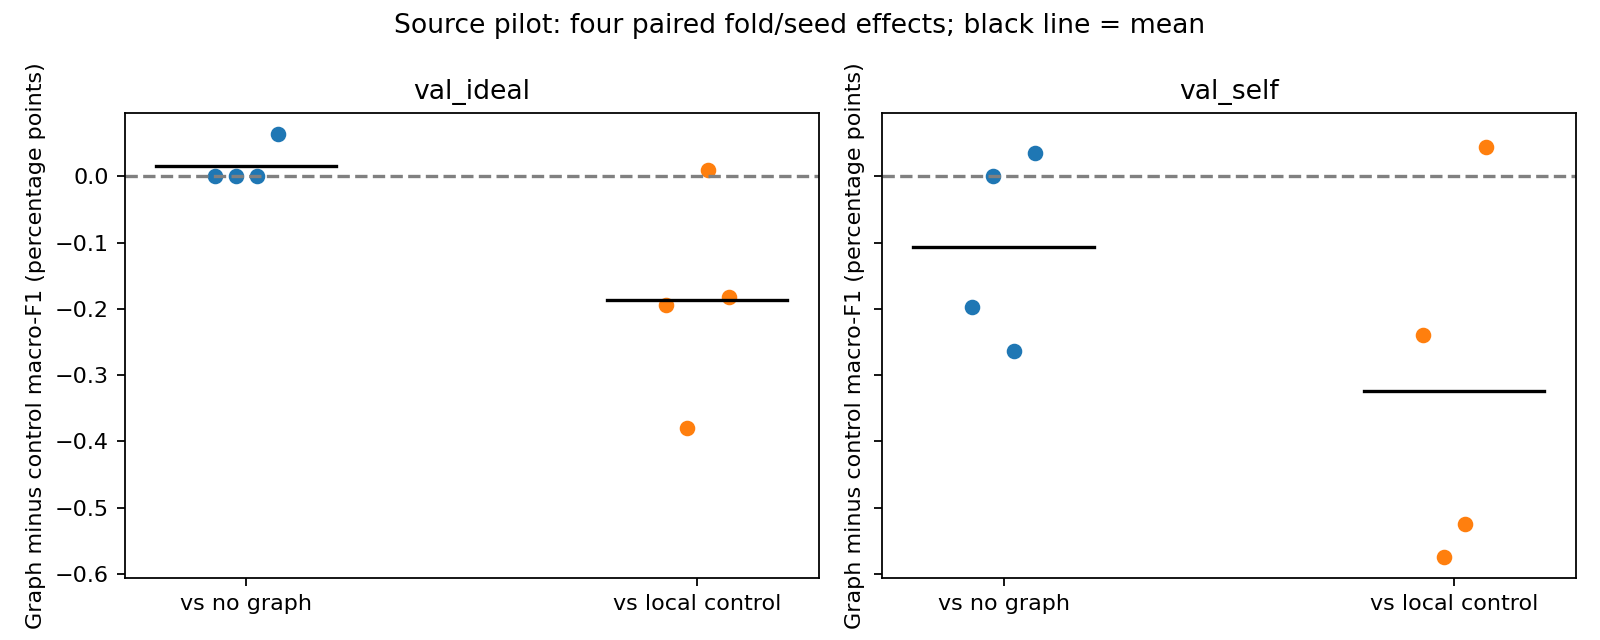 Source pilot: four paired fold/seed effects; black line = mean
val_ideal
Graph minus control macro-F1 (percentage points)
0.0
−0.1
−0.2
−0.3
−0.4
−0.5
−0.6
vs no graph
vs local control
val_self
Graph minus control macro-F1 (percentage points)
vs no graph
vs local control